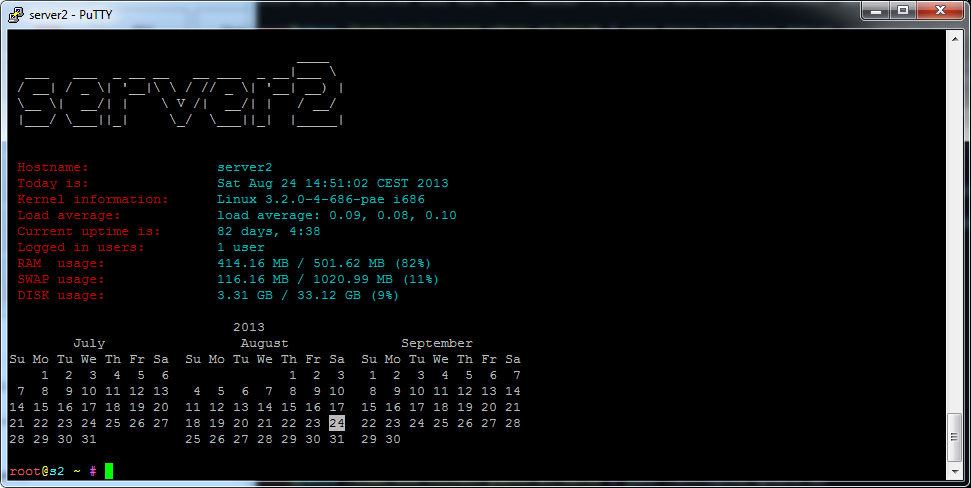 server2 - PuTTY
server2
Hostname: server2
Today is: Sat Aug 24 14:51:02 CEST 2013
Kernel information: Linux 3.2.0-4-686-pae i686
Load average: load average: 0.09, 0.08, 0.10
Current uptime is: 82 days, 4:38
Logged in users: 1 user
RAM usage: 414.16 MB / 501.62 MB (82%)
SWAP usage: 116.16 MB / 1020.99 MB (11%)
DISK usage: 3.31 GB / 33.12 GB (9%)
2013
July August September
Su Mo Tu We Th Fr Sa Su Mo Tu We Th Fr Sa Su Mo Tu We Th Fr Sa
1 2 3 4 5 6 1 2 3 1 2 3 4 5 6 7
7 8 9 10 11 12 13 4 5 6 7 8 9 10 8 9 10 11 12 13 14
14 15 16 17 18 19 20 11 12 13 14 15 16 17 15 16 17 18 19 20 21
21 22 23 24 25 26 27 18 19 20 21 22 23 24 22 23 24 25 26 27 28
28 29 30 31 25 26 27 28 29 30 31 29 30
root@s2 ~ #